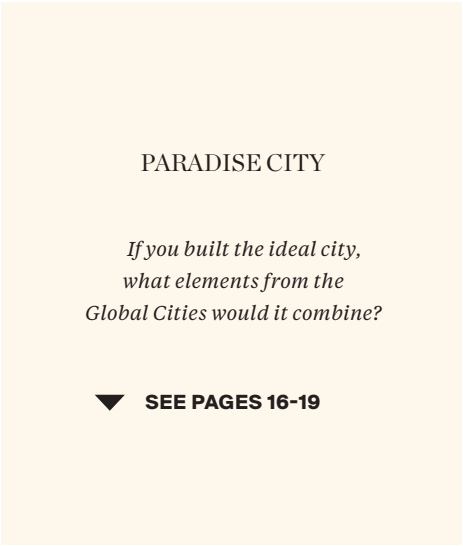 PARADISE CITY
If you built the ideal city,
what elements from the
Global Cities would it combine?
SEE PAGES 16-19